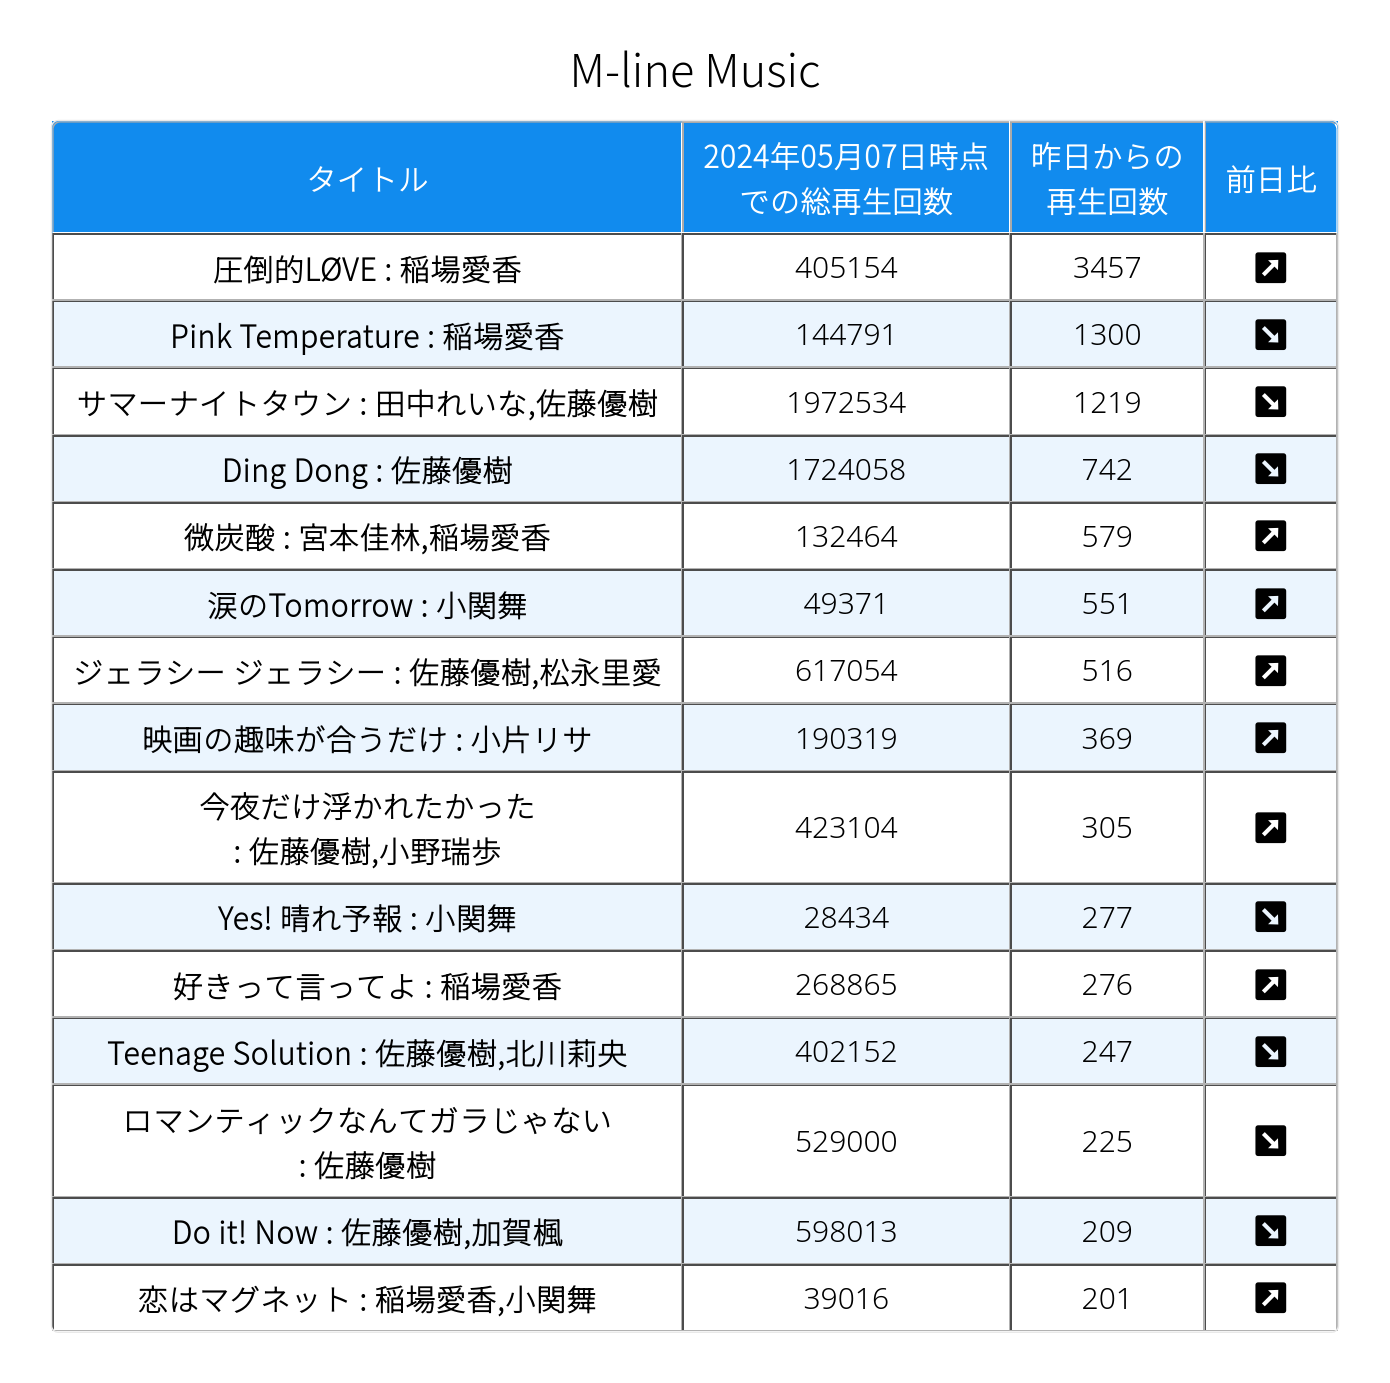 M-line Music
タイトル
2024年05月07日時点
での総再生回数
昨日からの
再生回数
前日比
圧倒的LØVE : 稲場愛香 405154 3457 ↗
Pink Temperature : 稲場愛香 144791 1300 ↘
サマーナイトタウン : 田中れいな,佐藤優樹 1972534 1219 ↘
Ding Dong : 佐藤優樹 1724058 742 ↘
微炭酸 : 宮本佳林,稲場愛香 132464 579 ↗
涙のTomorrow : 小関舞 49371 551 ↗
ジェラシー ジェラシー : 佐藤優樹,松永里愛 617054 516 ↗
映画の趣味が合うだけ : 小片リサ 190319 369 ↗
今夜だけ浮かれたかった
: 佐藤優樹,小野瑞歩 423104 305 ↗
Yes! 晴れ予報 : 小関舞 28434 277 ↘
好きって言ってよ : 稲場愛香 268865 276 ↗
Teenage Solution : 佐藤優樹,北川莉央 402152 247 ↘
ロマンティックなんてガラじゃない
: 佐藤優樹 529000 225 ↘
Do it! Now : 佐藤優樹,加賀楓 598013 209 ↘
恋はマグネット : 稲場愛香,小関舞 39016 201 ↗